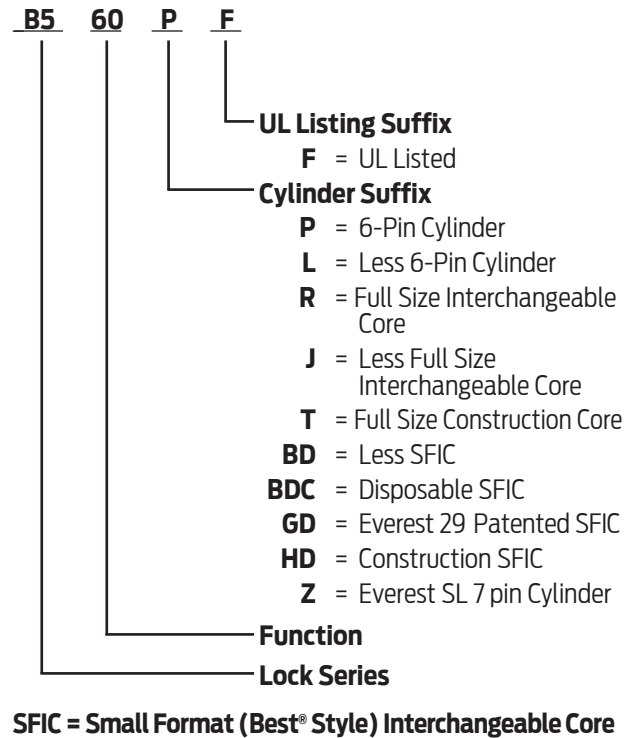 B5 60 P F
UL Listing Suffix
F = UL Listed
Cylinder Suffix
P = 6-Pin Cylinder
L = Less 6-Pin Cylinder
R = Full Size Interchangeable
Core
J = Less Full Size
Interchangeable Core
T = Full Size Construction Core
BD = Less SFIC
BDC = Disposable SFIC
GD = Everest 29 Patented SFIC
HD = Construction SFIC
Z = Everest SL 7 pin Cylinder
Function
Lock Series
SFIC = Small Format (Best® Style) Interchangeable Core